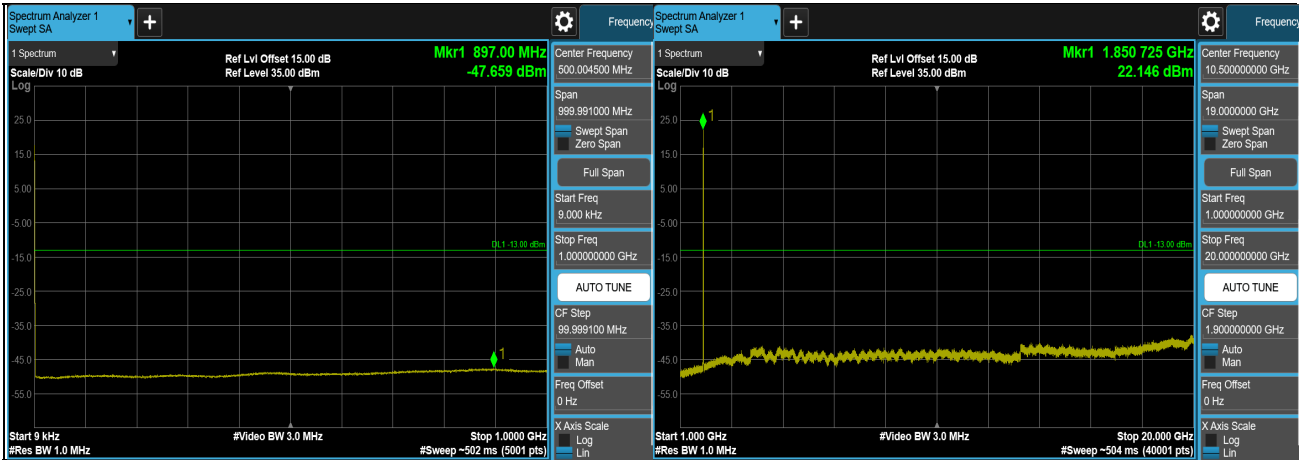 Spectrum Analyzer 1
Swept SA
+
Frequency
1 Spectrum
Scale/Div 10 dB
Log
Ref Lvl Offset 15.00 dB
Ref Level 35.00 dBm
Mkr1 897.00 MHz
-47.659 dBm
25.0
15.0
5.00
-5.00
-15.0
-25.0
-35.0
-45.0
-55.0
DL1 -13.00 dBm
1
Start 9 kHz
#Res BW 1.0 MHz
#Video BW 3.0 MHz
Stop 1.0000 GHz
#Sweep ~502 ms (5001 pts)
Center Frequency
500.004500 MHz
Span
999.991000 MHz
Swept Span
Zero Span
Full Span
Start Freq
9.000 kHz
Stop Freq
1.000000000 GHz
AUTO TUNE
CF Step
99.999100 MHz
Auto
Man
Freq Offset
0 Hz
X Axis Scale
Log
Lin
Spectrum Analyzer 1
Swept SA
+
Frequency
1 Spectrum
Scale/Div 10 dB
Log
Ref Lvl Offset 15.00 dB
Ref Level 35.00 dBm
Mkr1 1.850 725 GHz
22.146 dBm
1
25.0
15.0
5.00
-5.00
-15.0
-25.0
-35.0
-45.0
-55.0
DL1 -13.00 dBm
Start 1.000 GHz
#Res BW 1.0 MHz
#Video BW 3.0 MHz
Stop 20.000 GHz
#Sweep ~504 ms (40001 pts)
Center Frequency
10.500000000 GHz
Span
19.0000000 GHz
Swept Span
Zero Span
Full Span
Start Freq
1.000000000 GHz
Stop Freq
20.000000000 GHz
AUTO TUNE
CF Step
1.900000000 GHz
Auto
Man
Freq Offset
0 Hz
X Axis Scale
Log
Lin